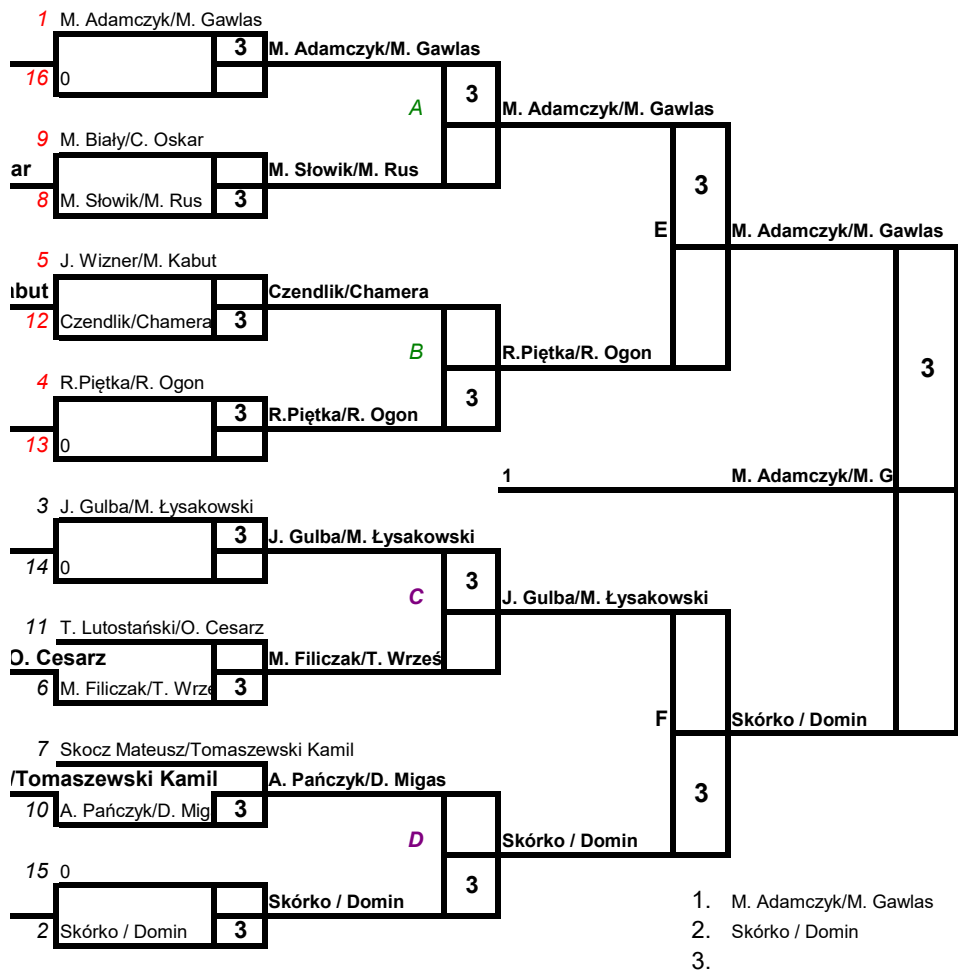 1 M. Adamczyk/M. Gawlas
3 M. Adamczyk/M. Gawlas
16 0
A 3
M. Adamczyk/M. Gawlas
9 M. Biały/C. Oskar
ar M. Słowik/M. Rus
8 M. Słowik/M. Rus 3
3
E M. Adamczyk/M. Gawlas
5 J. Wizner/M. Kabut
abut Czendlik/Chamera
12 Czendlik/Chamera 3
B R.Piętka/R. Ogon
3
4 R.Piętka/R. Ogon
3 R.Piętka/R. Ogon 3
13 0
1 M. Adamczyk/M. G
3 J. Gulba/M. Łysakowski
3 J. Gulba/M. Łysakowski
14 0
C 3
J. Gulba/M. Łysakowski
11 T. Lutostański/O. Cesarz
O. Cesarz M. Filiczak/T. Wrześ
6 M. Filiczak/T. Wrze 3
F Skórko / Domin
7 Skocz Mateusz/Tomaszewski Kamil
/Tomaszewski Kamil A. Pańczyk/D. Migas
10 A. Pańczyk/D. Mig 3
3
D Skórko / Domin
15 0
3
Skórko / Domin
2 Skórko / Domin 3
1. M. Adamczyk/M. Gawlas
2. Skórko / Domin
3.